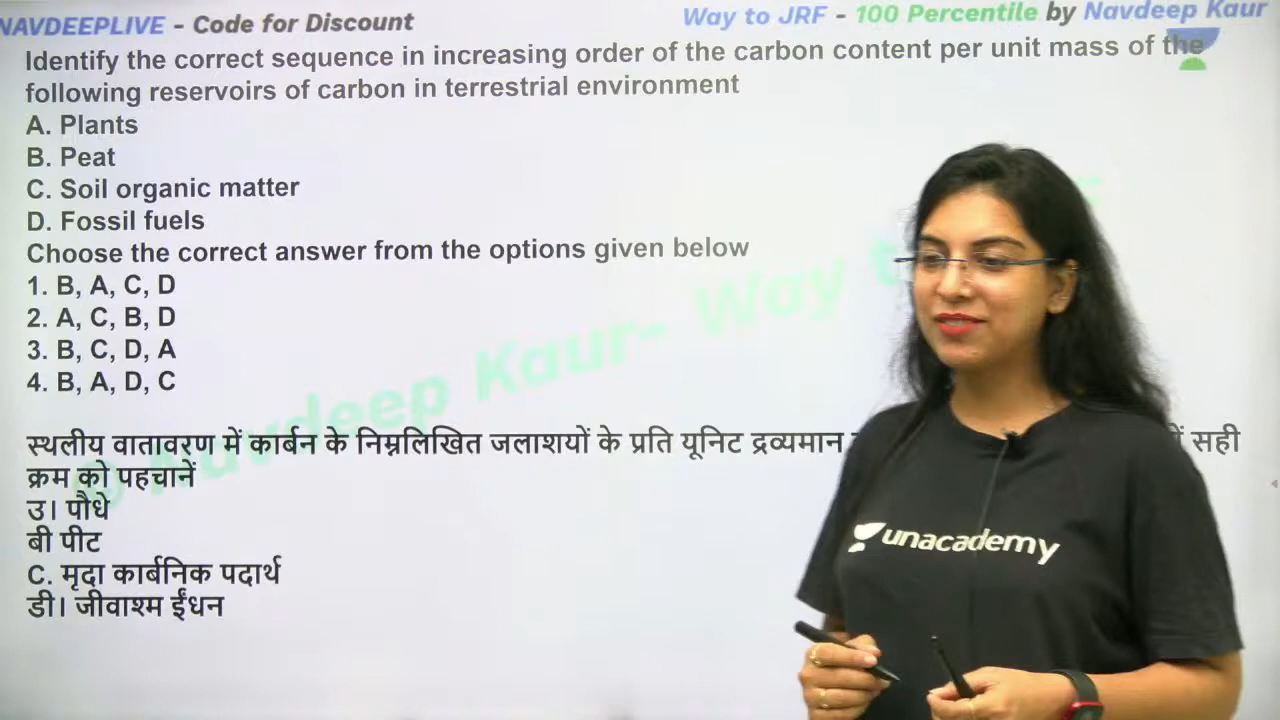 NAVDEEPLIVE - Code for Discount
Way to JRF - 100 Percentile by Navdeep Kaur
Identify the correct sequence in increasing order of the carbon content per unit mass of the
following reservoirs of carbon in terrestrial environment
A. Plants
B. Peat
C. Soil organic matter
D. Fossil fuels
Choose the correct answer from the options given below
1. B, A, C, D
2. A, C, B, D
3. B, C, D, A
4. B, A, D, C
स्थलीय वातावरण में कार्बन के निम्नलिखित जलाशयों के प्रति यूनिट द्रव्यमान सही
क्रम को पहचानें
उ। पौधे
बी पीट
C. मृदा कार्बनिक पदार्थ
डी। जीवाश्म ईंधन
© Navdeep Kaur- Way
unacademy